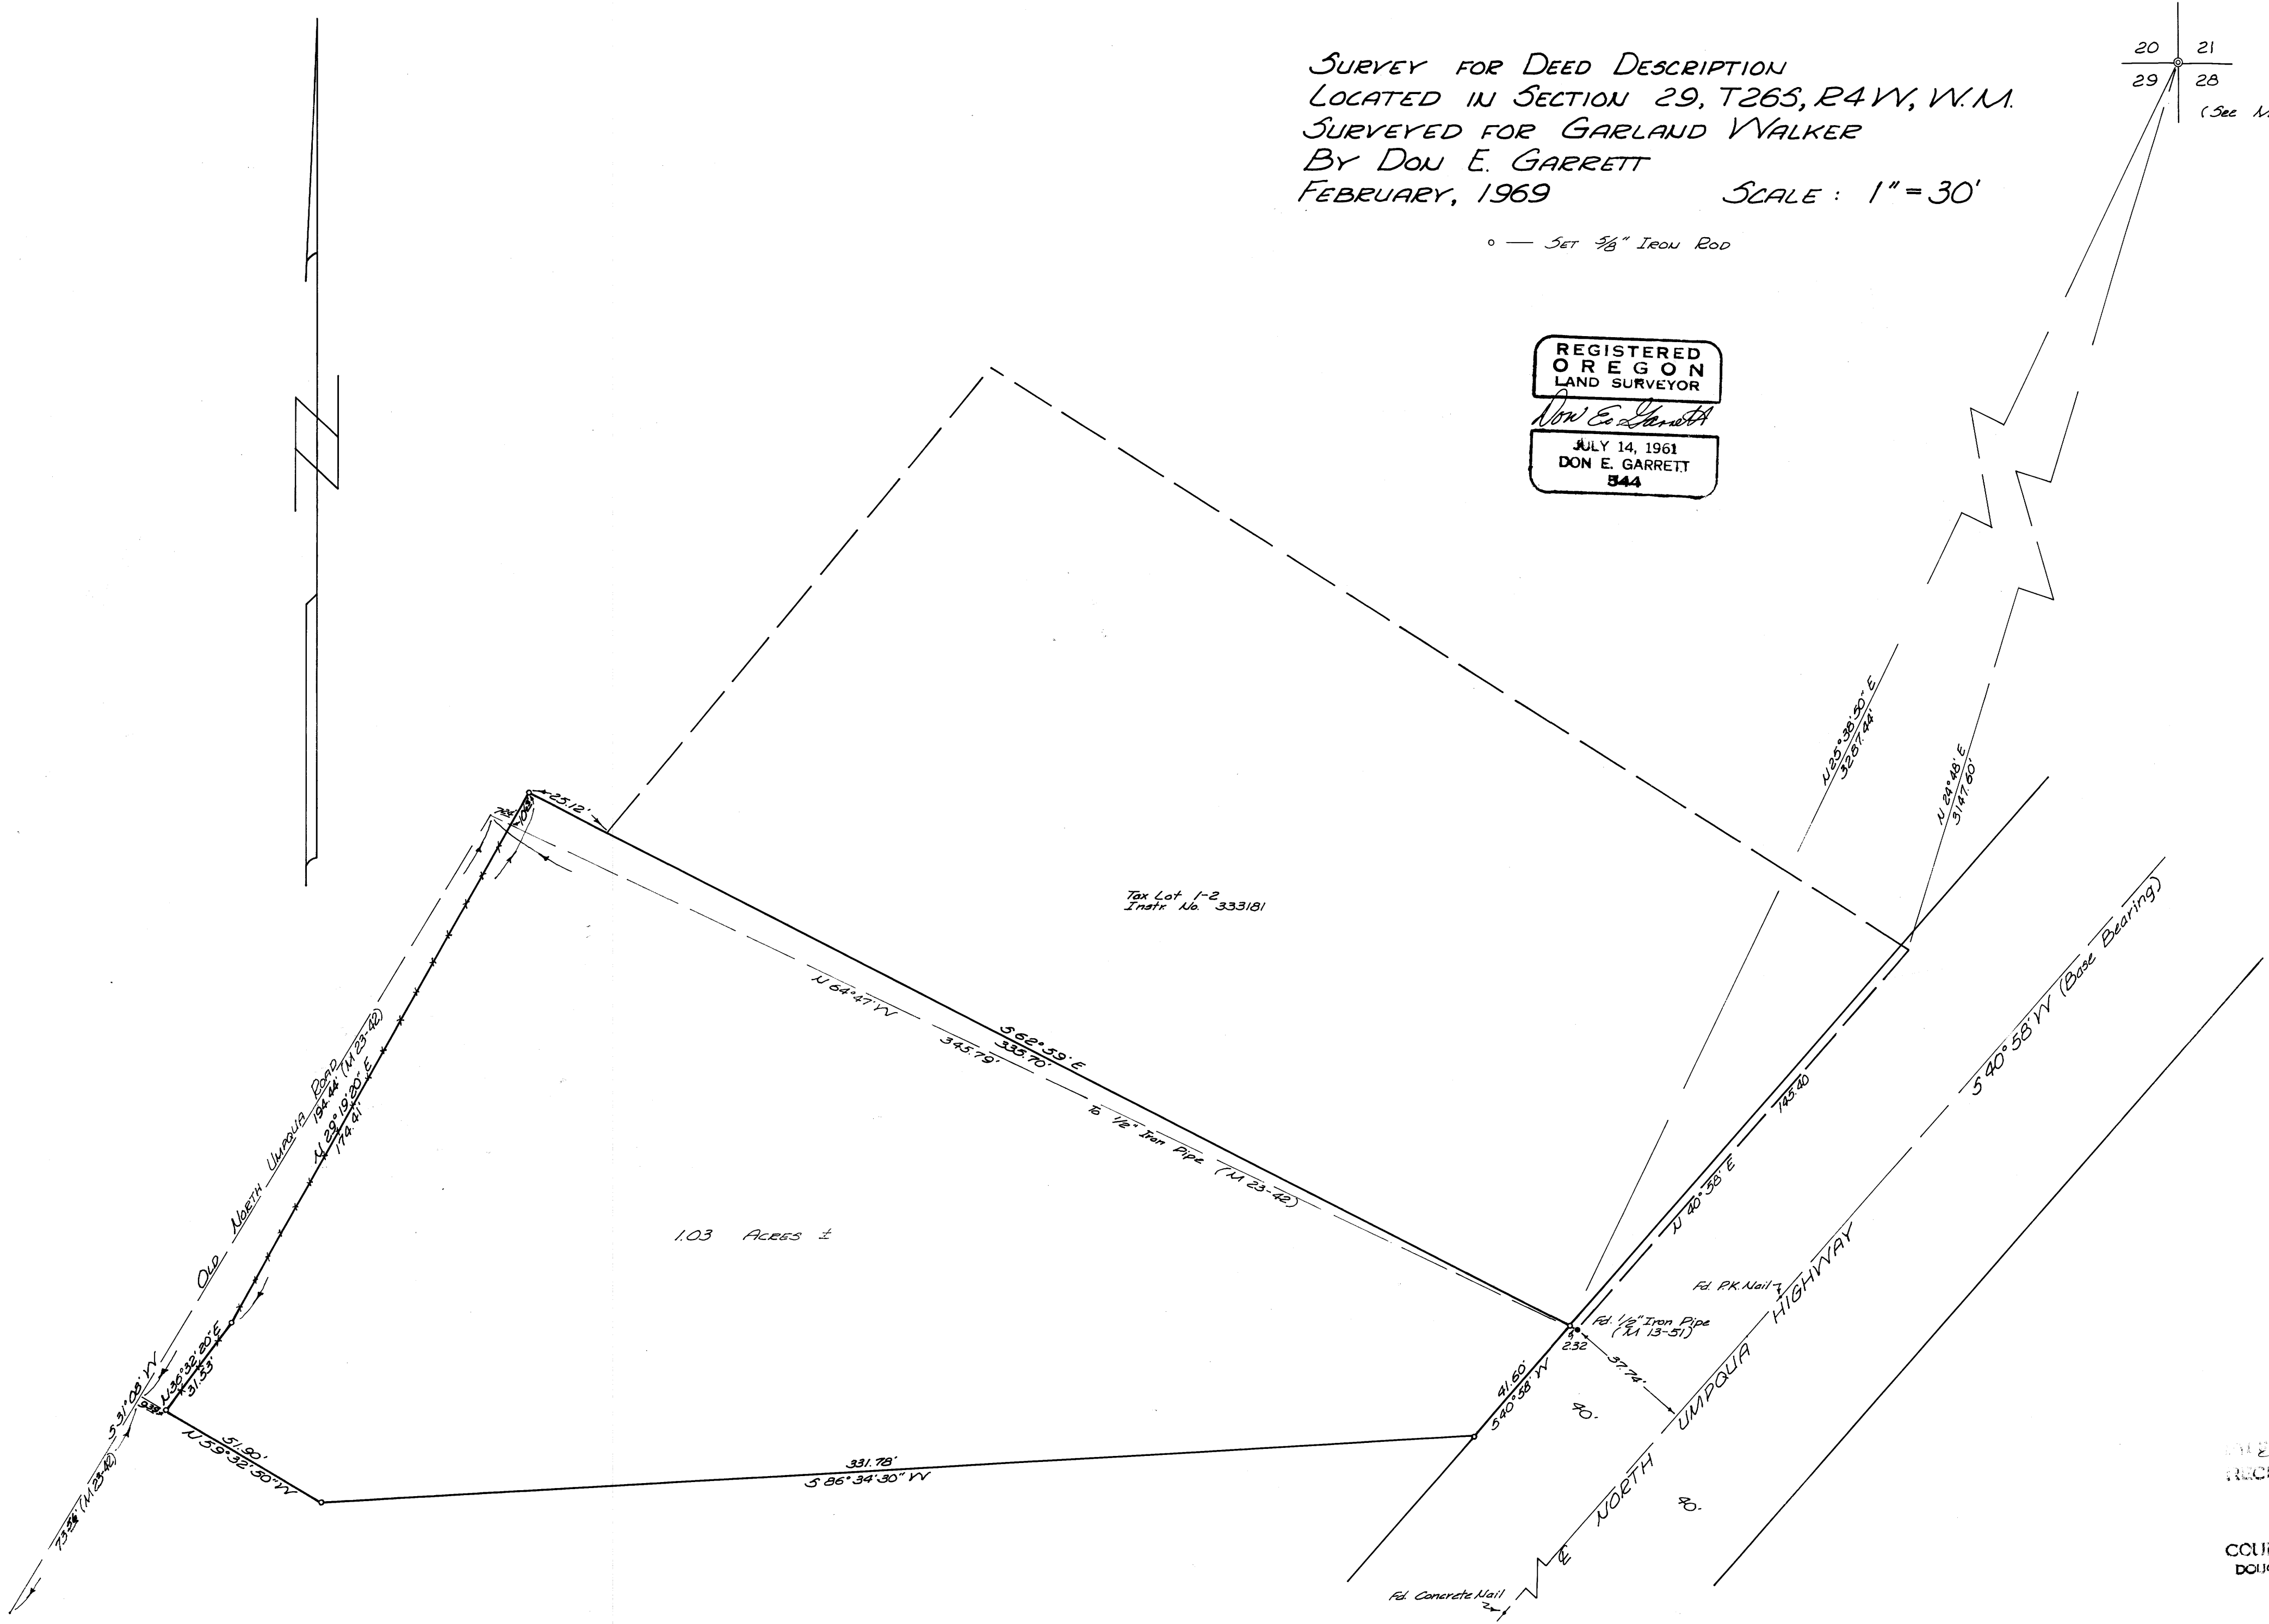 SURVEY FOR DEED DESCRIPTION
LOCATED IN SECTION 29, T26S, R4W, W.M.
SURVEYED FOR GARLAND WALKER
BY DON E. GARRETT
FEBRUARY, 1969 SCALE: 1" = 30'
SET 5/8" IRON ROD
20 21
29 28
(See
REGISTERED
OREGON
LAND SURVEYOR
Don E. Garrett
JULY 14, 1961
DON E. GARRETT
544
N 25° 38' 50" E
3287.44'
N 24° 48' E
3147.60'
25.12'
Tax Lot 1-2
Instr. No. 333181
N 64° 47' W
345.79'
To 1/2" Iron Pipe (M 23-42)
S 62° 59' E
335.70'
S 40° 58' W (Base Bearing)
145.40
N 40° 58' E
OLD NORTH UMPQUA ROAD
194.44' (M 23-42)
N 29° 19' 20" E
174.41'
1.03 ACRES ±
Fd. P.K. Nail
Fd. 1/2" Iron Pipe
(M 13-51)
2.32
37.74'
NORTH UMPQUA HIGHWAY
41.60'
S 40° 58' W
40.
40.
N 36° 32' 20" E
31.53'
S 31° 08' W
73.54' (M 23-42)
51.90'
N 59° 32' 50" W
331.78'
S 86° 34' 30" W
Fd. Concrete Nail